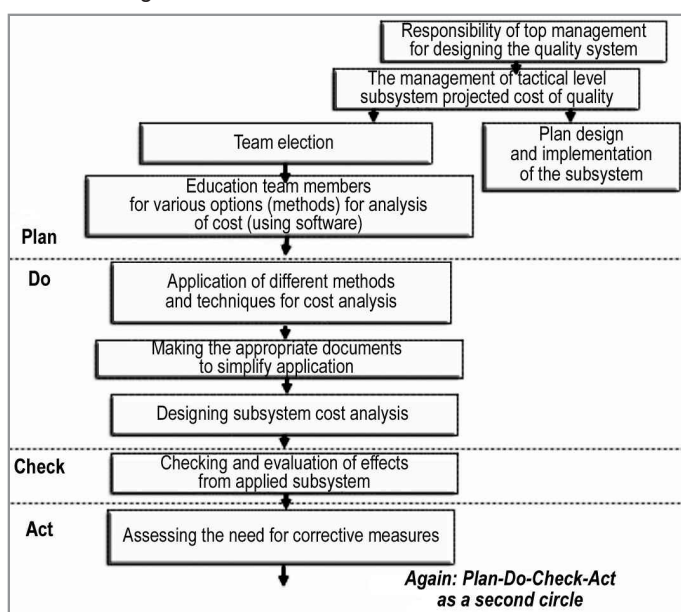 Responsibility of top management
for designing the quality system
The management of tactical level
subsystem projected cost of quality
Team election
Plan design
and implementation
of the subsystem
Education team members
for various options (methods) for analysis
of cost (using software)
Plan
Do
Application of different methods
and techniques for cost analysis
Making the appropriate documents
to simplify application
Designing subsystem cost analysis
Check
Checking and evaluation of effects
from applied subsystem
Act
Assessing the need for corrective measures
Again: Plan-Do-Check-Act
as a second circle